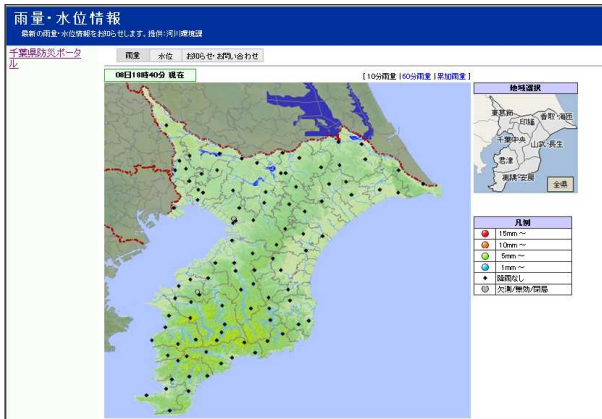 雨量・水位情報
最新の雨量・水位情報をお知らせします。提供:河川環境課
千葉県防災ポータル
雨量 水位 お知らせ・お問い合わせ
08日18時40分 現在
[ 10分雨量 | 60分雨量 | 累加雨量 ]
地域選択
東葛飾
印旛
香取・海匝
千葉中央
山武・長生
君津
夷隅・安房
全県
凡例
15mm~
10mm~
5mm~
1mm~
降雨なし
欠測/無効/閉局